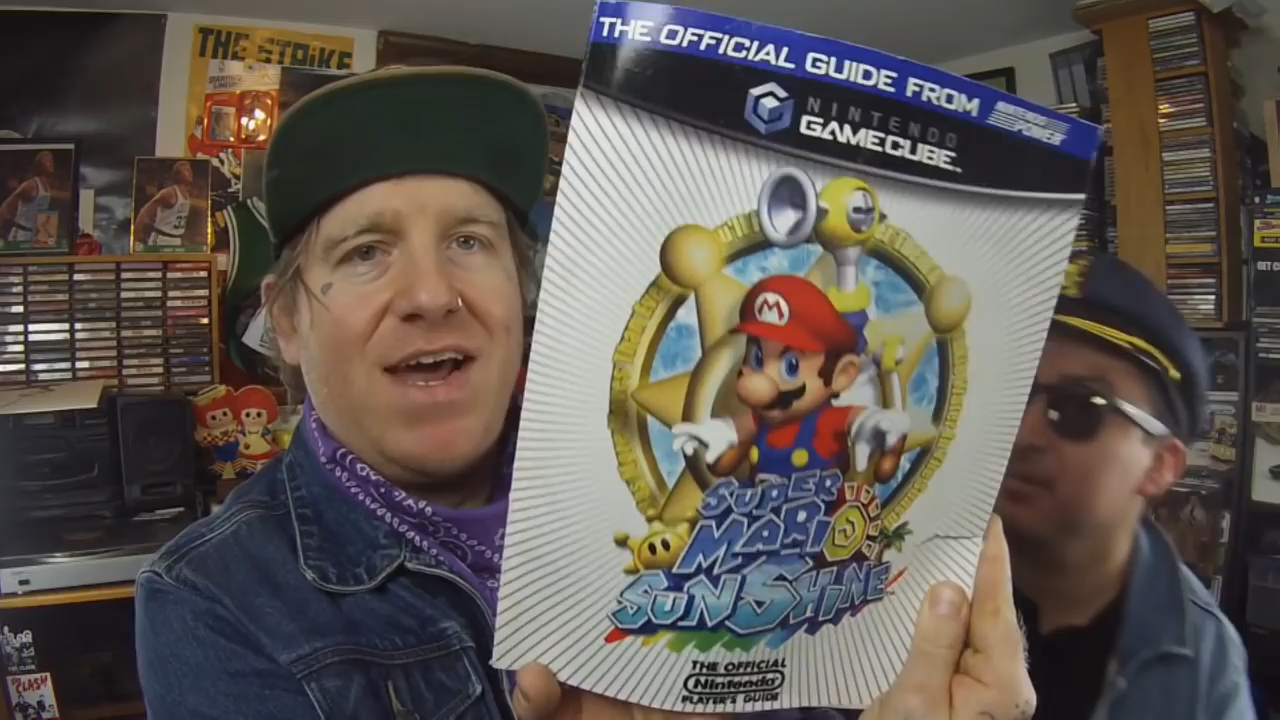 THE STRIKE
THE OFFICIAL GUIDE FROM
NINTENDO
POWER
NINTENDO
GAMECUBE™
M
SUPER
MARIO
SUNSHINE
THE OFFICIAL
Nintendo
PLAYER'S GUIDE
THE CLASH